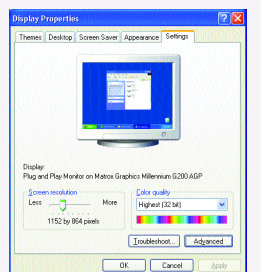 Display Properties
Themes Desktop Screen Saver Appearance Settings
Display:
Plug and Play Monitor on Matrox Graphics Millennium G200 AGP
Screen resolution
Less More
1152 by 864 pixels
Color quality
Highest (32 bit)
Troubleshoot... Advanced
OK Cancel Apply